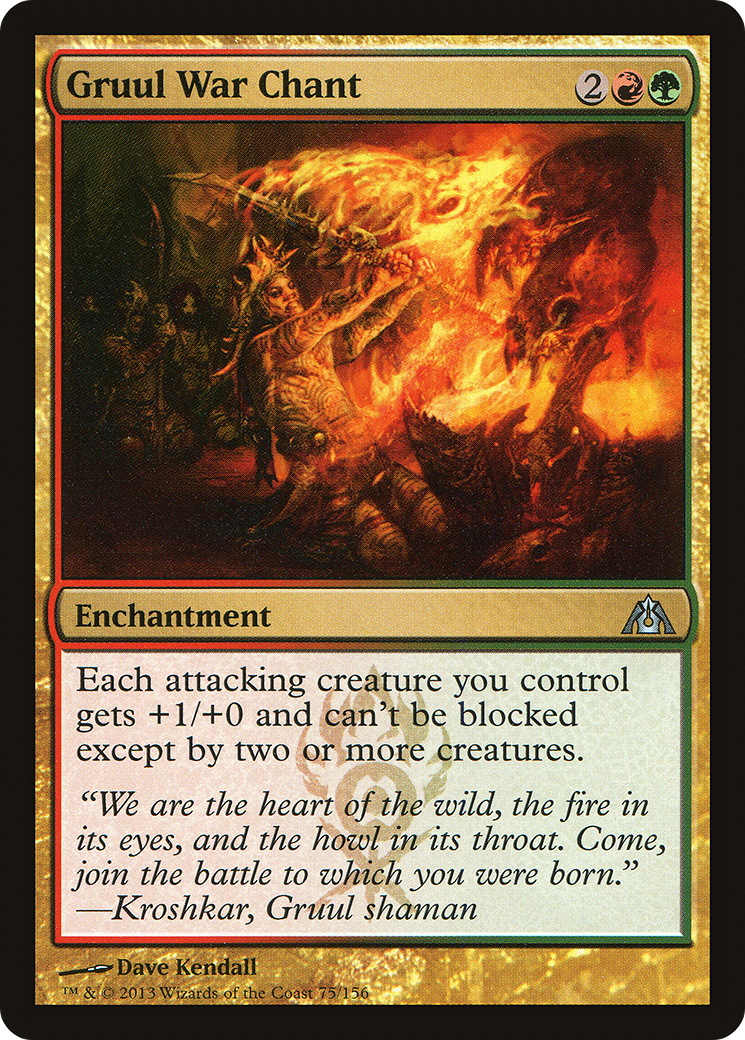 Gruul War Chant 2
Enchantment
Each attacking creature you control
gets +1/+0 and can't be blocked
except by two or more creatures.
“We are the heart of the wild, the fire in
its eyes, and the howl in its throat. Come,
join the battle to which you were born.”
—Kroshkar, Gruul shaman
Dave Kendall
™ & © 2013 Wizards of the Coast 75/156